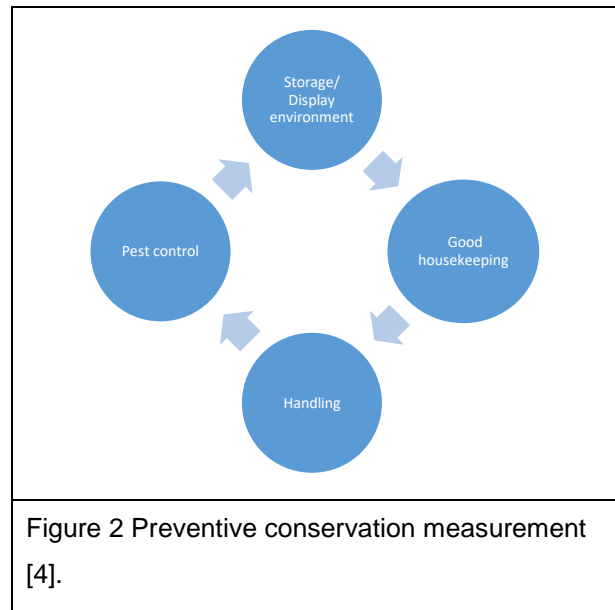 Storage/
Display
environment
Good
housekeeping
Handling
Pest control
Figure 2 Preventive conservation measurement
[4].